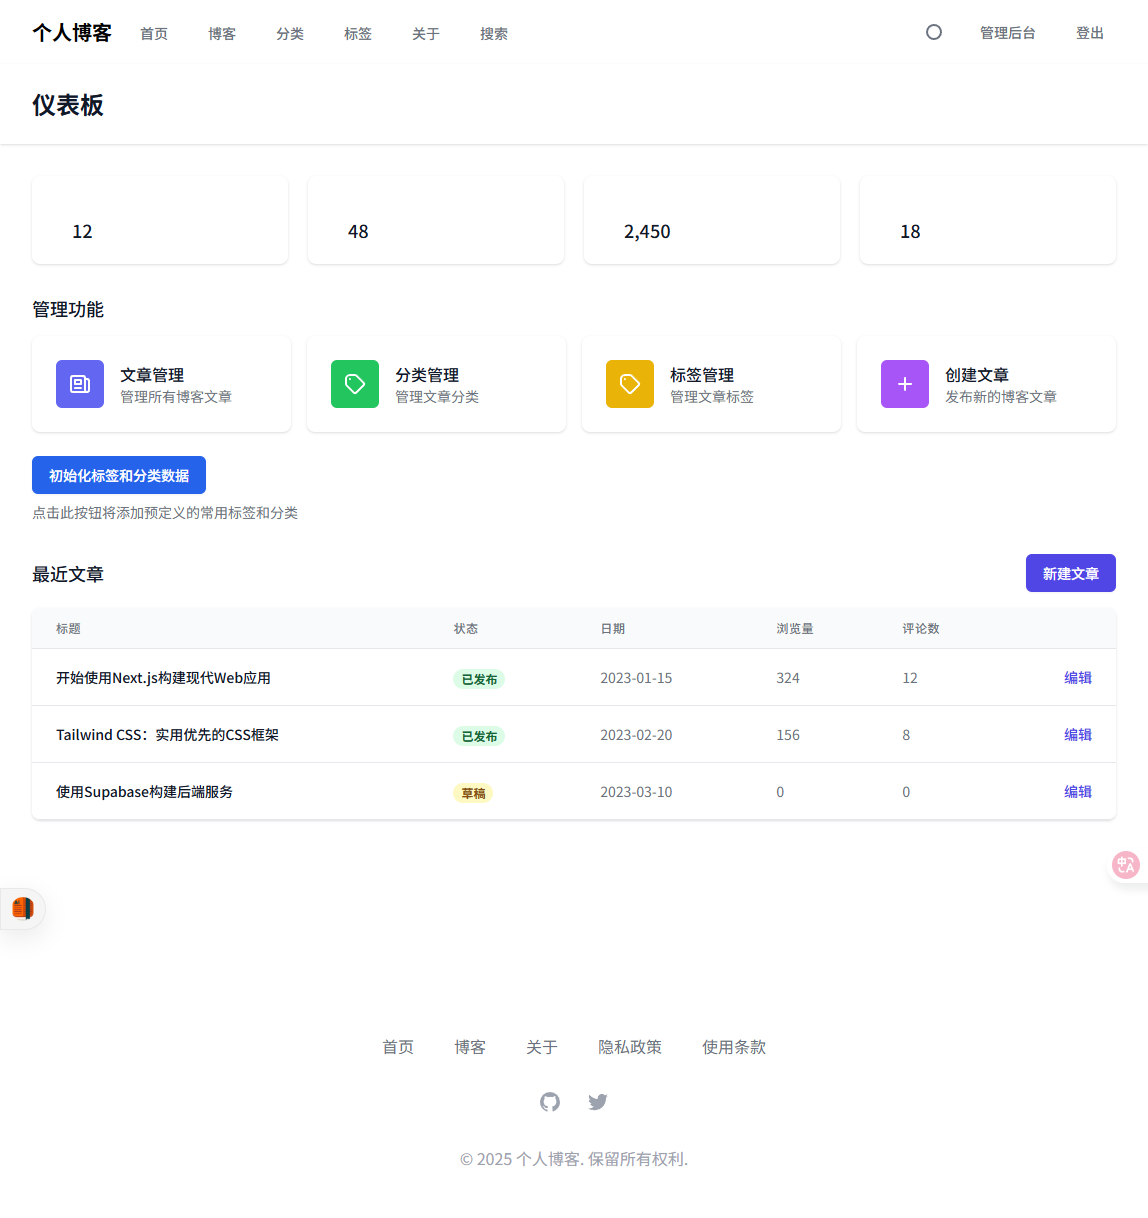 个人博客 首页 博客 分类 标签 关于 搜索 管理后台 登出
仪表板
12 48 2,450 18
管理功能
文章管理 分类管理 标签管理 创建文章
管理所有博客文章 管理文章分类 管理文章标签 发布新的博客文章
初始化标签和分类数据
点击此按钮将添加预定义的常用标签和分类
最近文章 新建文章
标题 状态 日期 浏览量 评论数
开始使用Next.js构建现代Web应用 已发布 2023-01-15 324 12 编辑
Tailwind CSS：实用优先的CSS框架 已发布 2023-02-20 156 8 编辑
使用Supabase构建后端服务 草稿 2023-03-10 0 0 编辑
中 A
首页 博客 关于 隐私政策 使用条款
© 2025 个人博客. 保留所有权利.